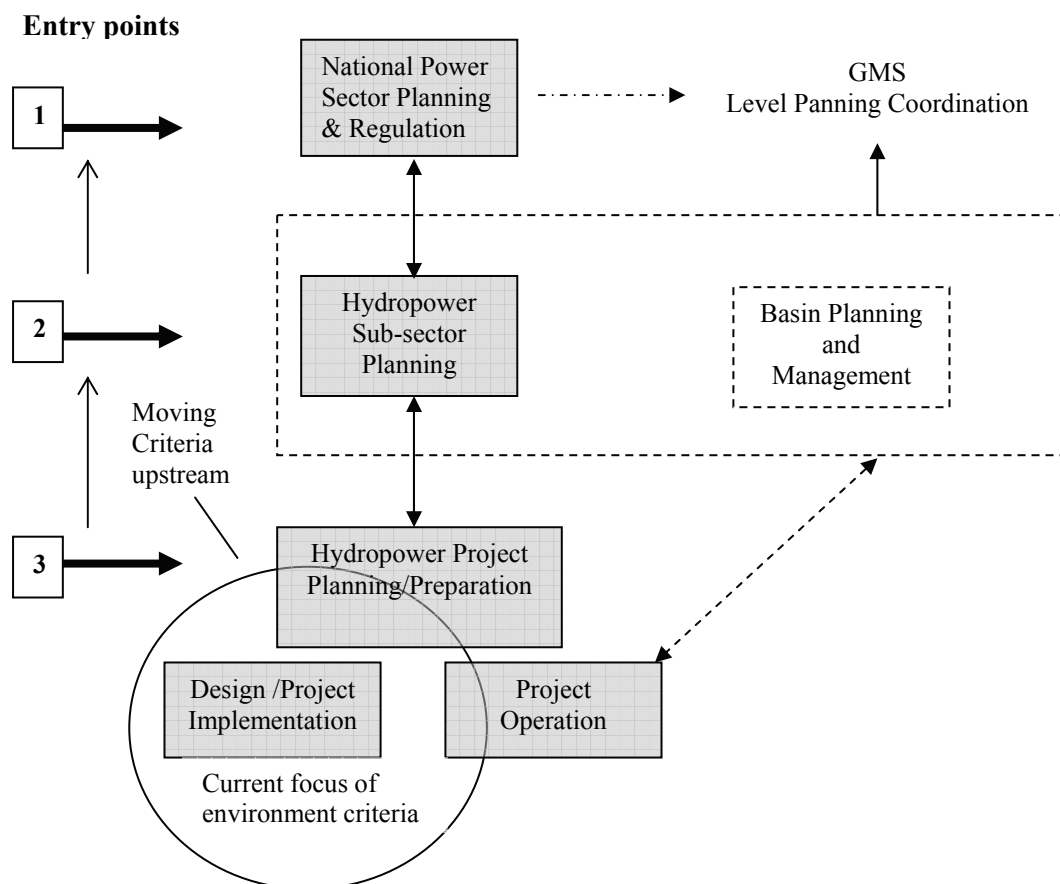 Entry points
1
National Power
Sector Planning
& Regulation
GMS
Level Panning Coordination
2
Hydropower
Sub-sector
Planning
Basin Planning
and
Management
Moving
Criteria
upstream
3
Hydropower Project
Planning/Preparation
Design /Project
Implementation
Project
Operation
Current focus of
environment criteria